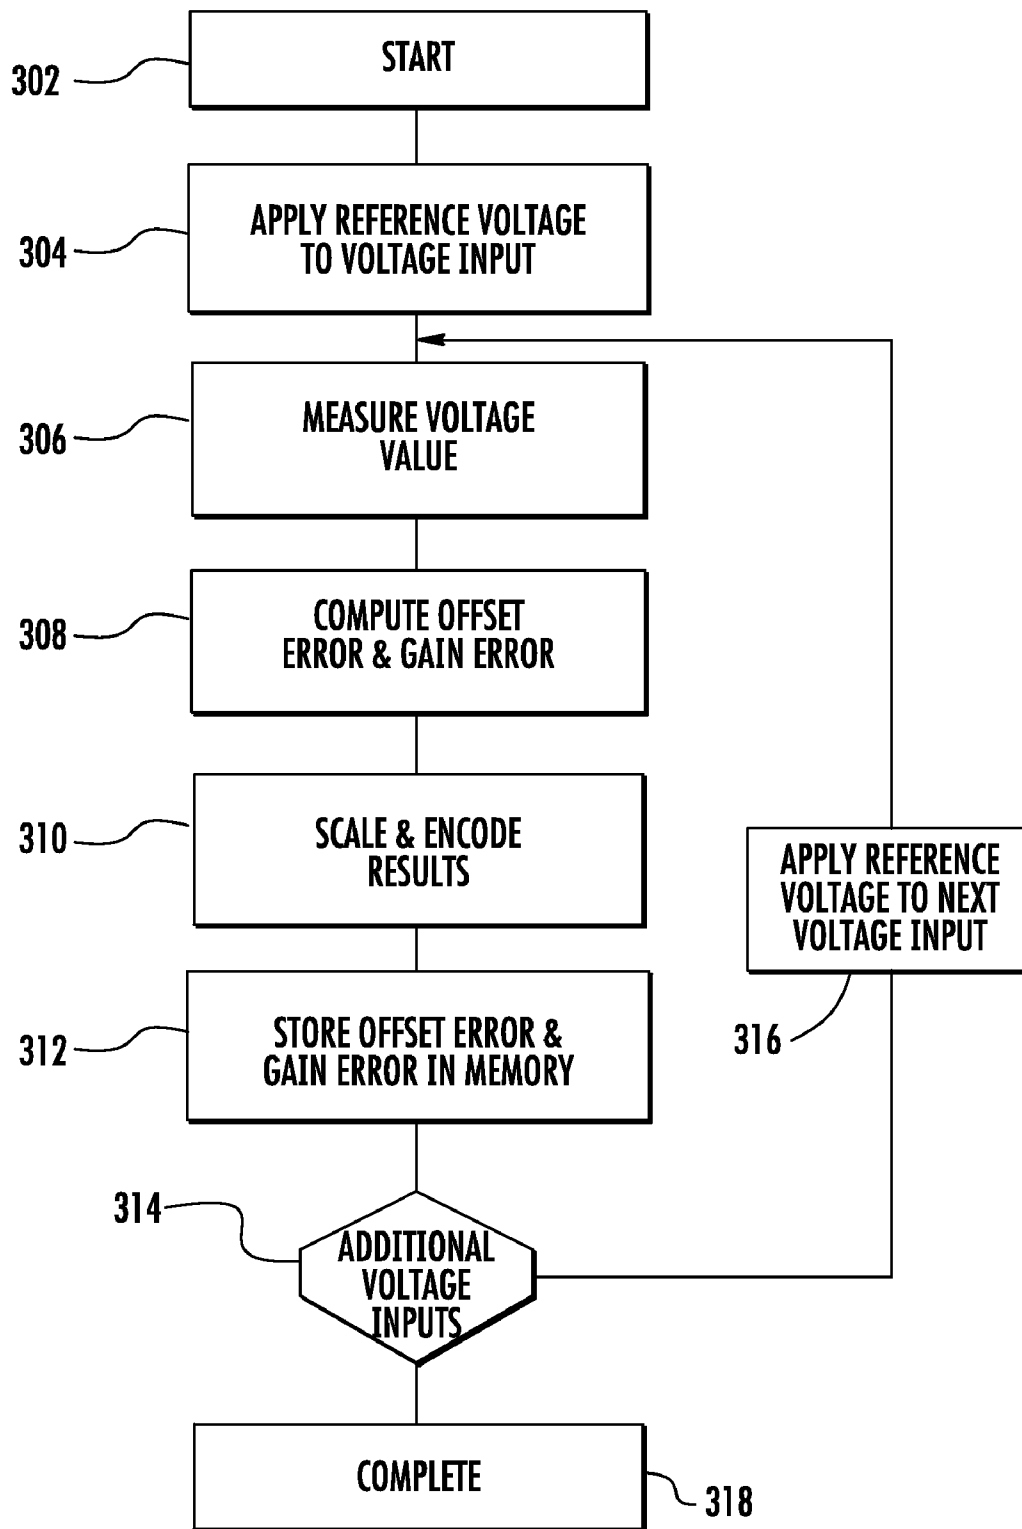 START
302
APPLY REFERENCE VOLTAGE
TO VOLTAGE INPUT
304
MEASURE VOLTAGE
VALUE
306
COMPUTE OFFSET
ERROR & GAIN ERROR
308
SCALE & ENCODE
RESULTS
310
APPLY REFERENCE
VOLTAGE TO NEXT
VOLTAGE INPUT
316
STORE OFFSET ERROR &
GAIN ERROR IN MEMORY
312
314
ADDITIONAL
VOLTAGE
INPUTS
COMPLETE
318